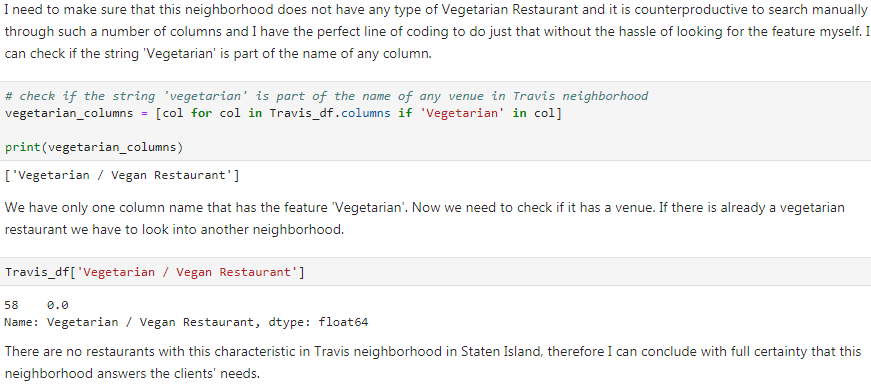 I need to make sure that this neighborhood does not have any type of Vegetarian Restaurant and it is counterproductive to search manually
through such a number of columns and I have the perfect line of coding to do just that without the hassle of looking for the feature myself. I
can check if the string 'Vegetarian' is part of the name of any column.
# check if the string 'vegetarian' is part of the name of any venue in Travis neighborhood
vegetarian_columns = [col for col in Travis_df.columns if 'Vegetarian' in col]
print(vegetarian_columns)
['Vegetarian / Vegan Restaurant']
We have only one column name that has the feature 'Vegetarian'. Now we need to check if it has a venue. If there is already a vegetarian
restaurant we have to look into another neighborhood.
Travis_df['Vegetarian / Vegan Restaurant']
58    0.0
Name: Vegetarian / Vegan Restaurant, dtype: float64
There are no restaurants with this characteristic in Travis neighborhood in Staten Island, therefore I can conclude with full certainty that this
neighborhood answers the clients' needs.